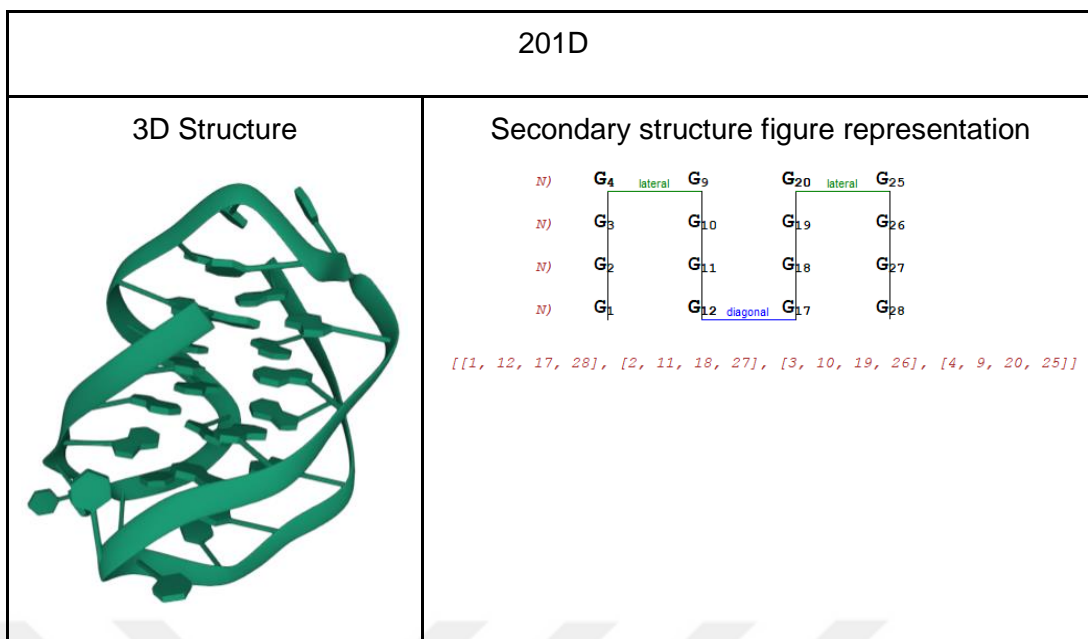 201D
3D Structure
Secondary structure figure representation
N) G4 lateral G9 G20 lateral G25
N) G3 G10 G19 G26
N) G2 G11 G18 G27
N) G1 G12 diagonal G17 G28
[[1, 12, 17, 28], [2, 11, 18, 27], [3, 10, 19, 26], [4, 9, 20, 25]]